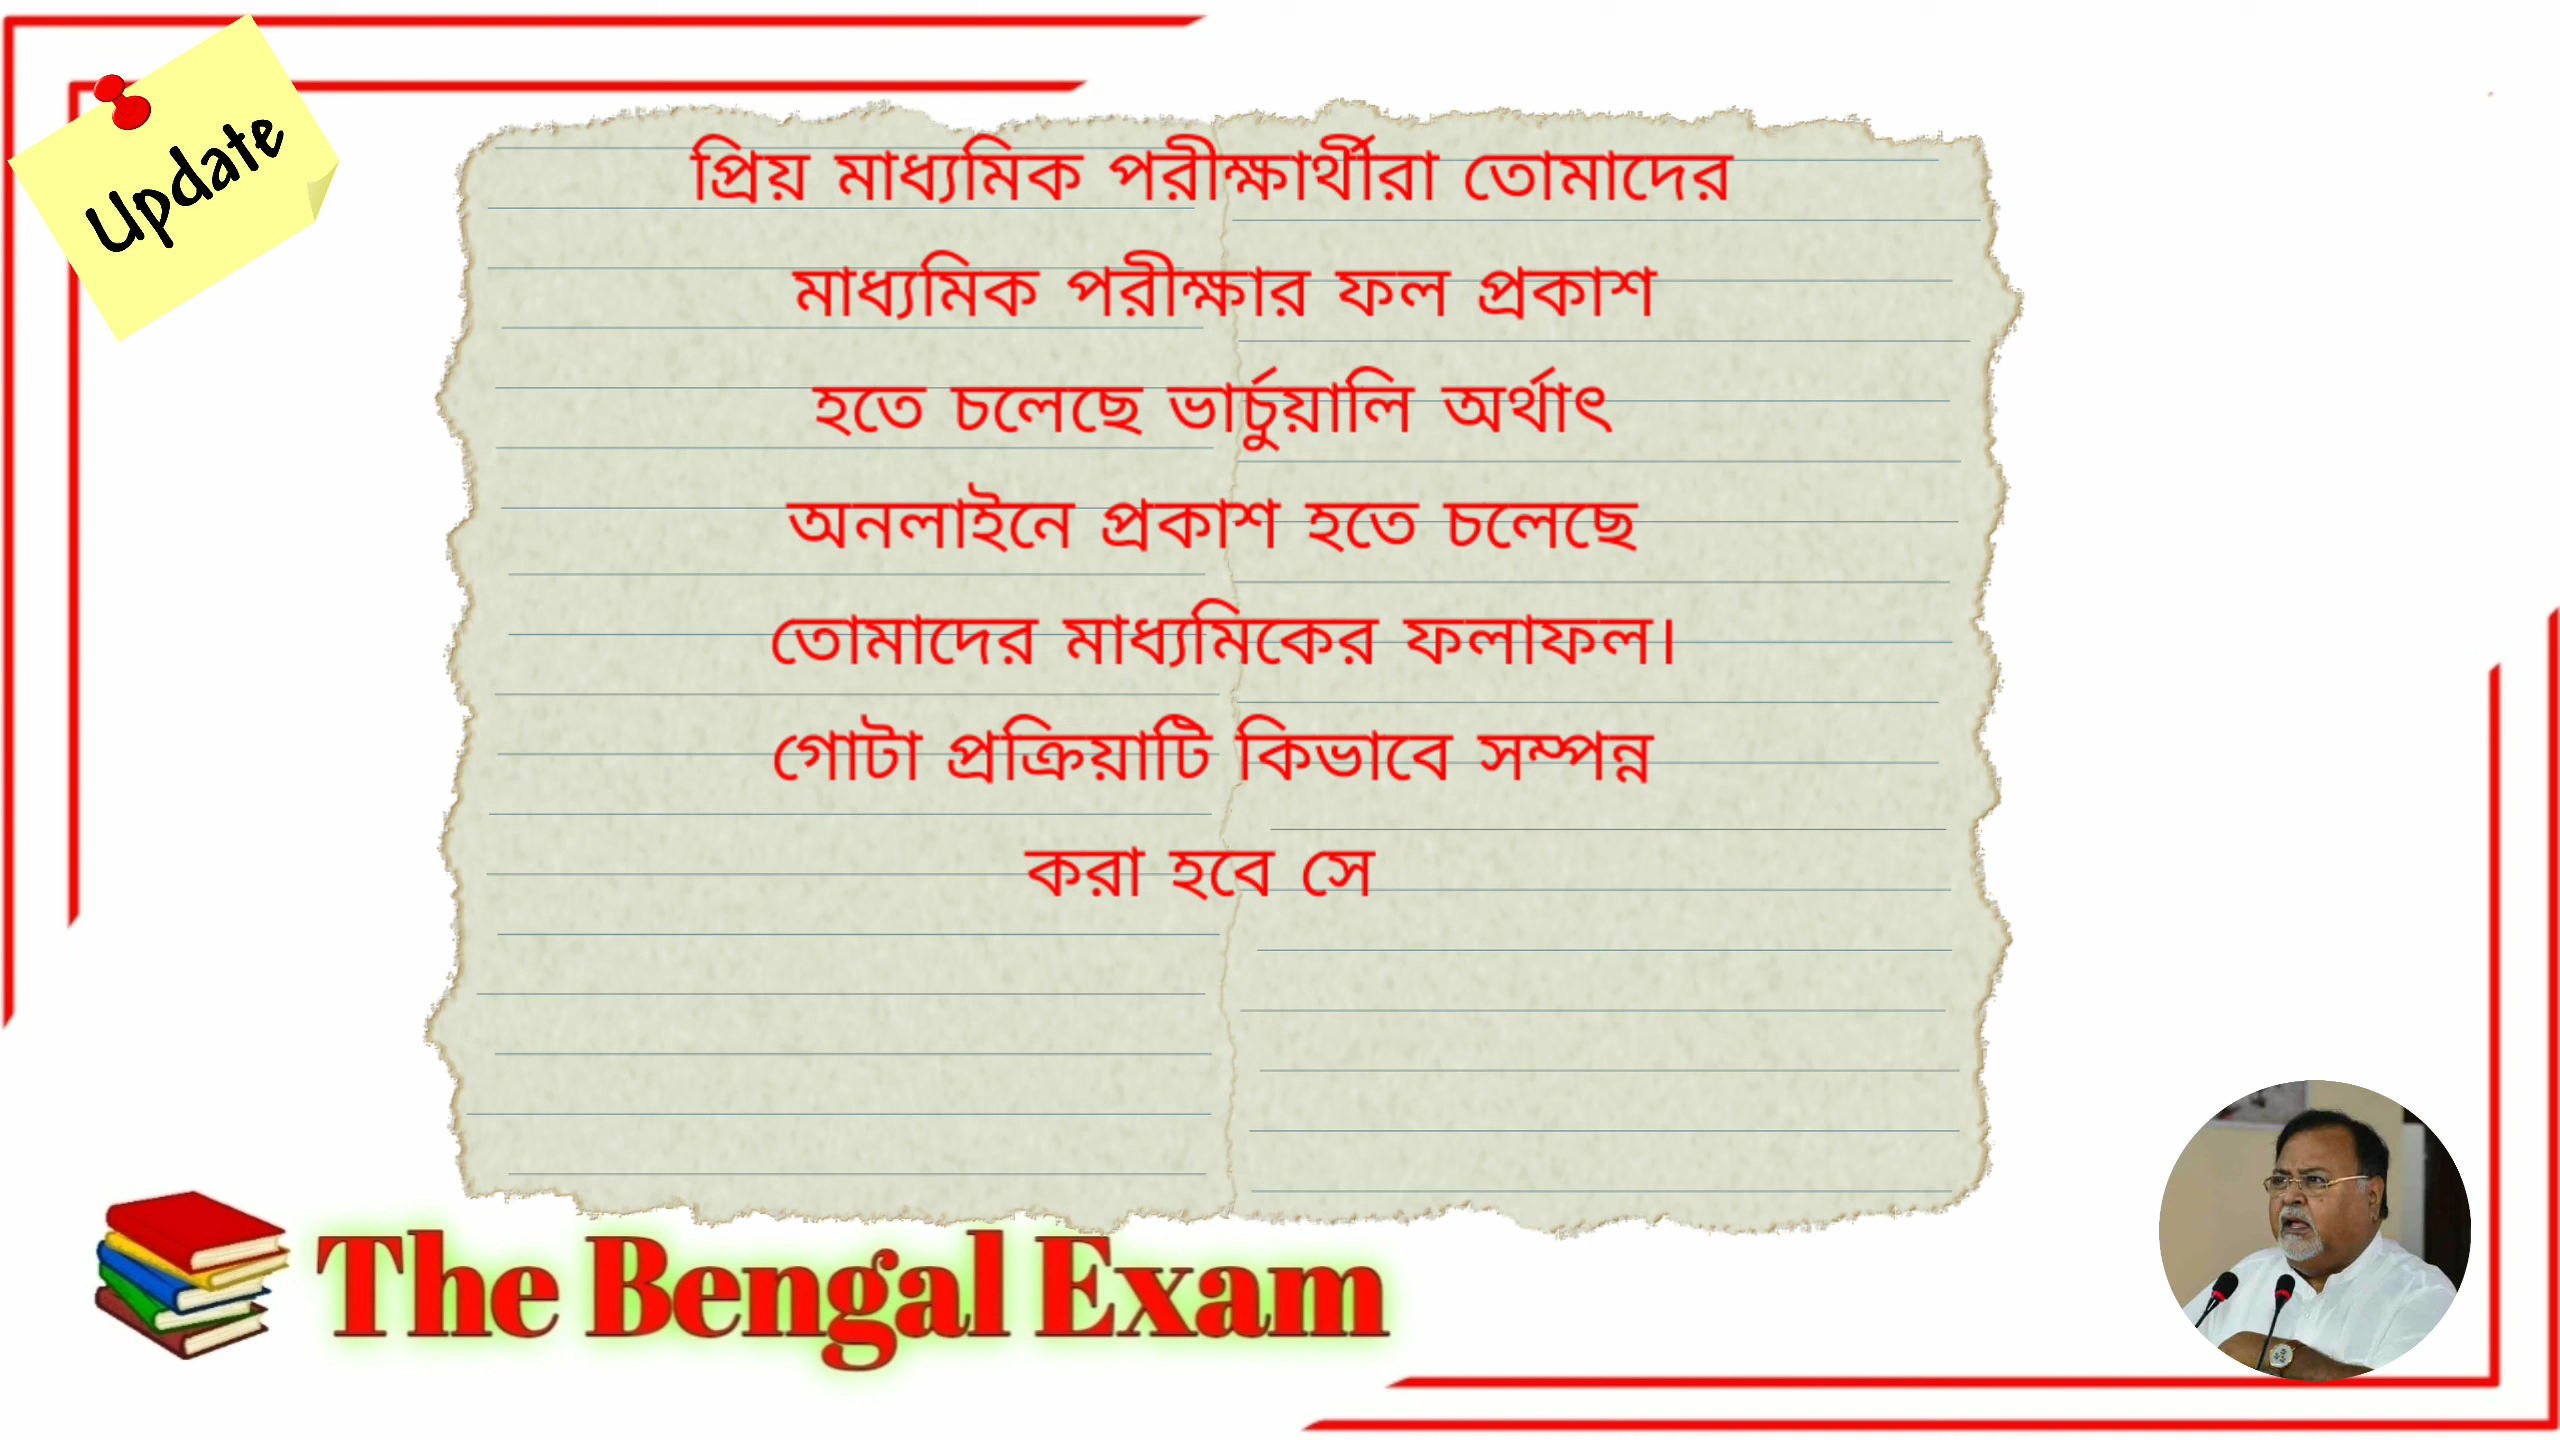 Update
প্রিয় মাধ্যমিক পরীক্ষার্থীরা তোমাদের
মাধ্যমিক পরীক্ষার ফল প্রকাশ
হতে চলেছে ভার্চুয়ালি অর্থাৎ
অনলাইনে প্রকাশ হতে চলেছে
তোমাদের মাধ্যমিকের ফলাফল।
গোটা প্রক্রিয়াটি কিভাবে সম্পন্ন
করা হবে সে
The Bengal Exam